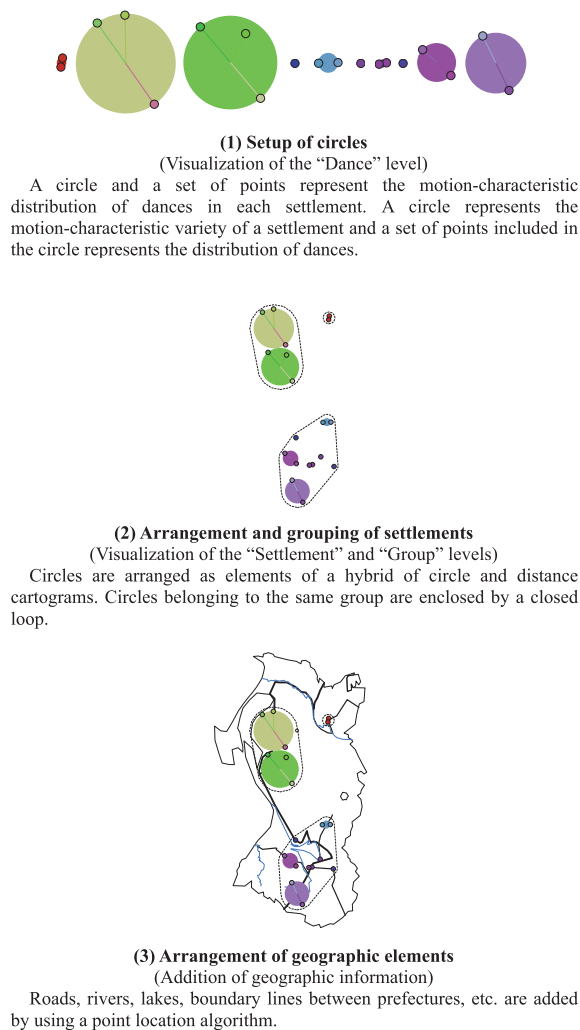 (1) Setup of circles
(Visualization of the “Dance” level)
A circle and a set of points represent the motion-characteristic
distribution of dances in each settlement. A circle represents the
motion-characteristic variety of a settlement and a set of points included in
the circle represents the distribution of dances.
(2) Arrangement and grouping of settlements
(Visualization of the “Settlement” and “Group” levels)
Circles are arranged as elements of a hybrid of circle and distance
cartograms. Circles belonging to the same group are enclosed by a closed
loop.
(3) Arrangement of geographic elements
(Addition of geographic information)
Roads, rivers, lakes, boundary lines between prefectures, etc. are added
by using a point location algorithm.